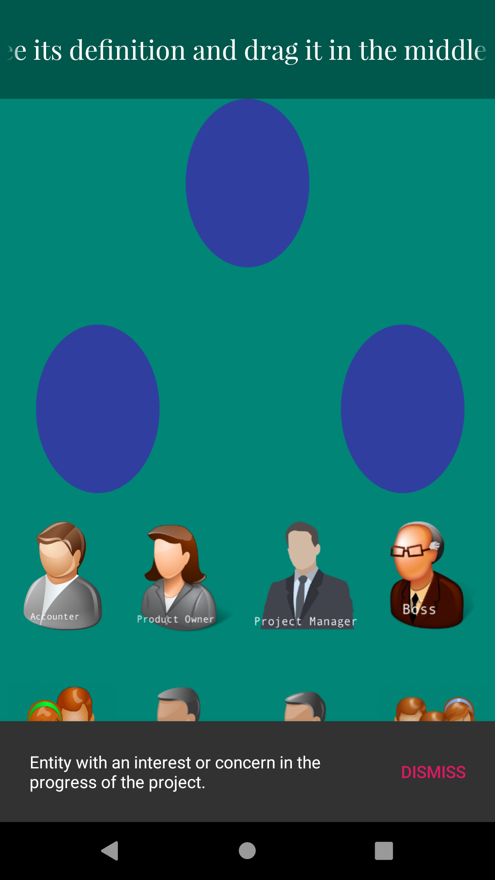 its definition and drag it in the middle
Accounter
Product Owner
Project Manager
Boss
Entity with an interest or concern in the
progress of the project.
DISMISS